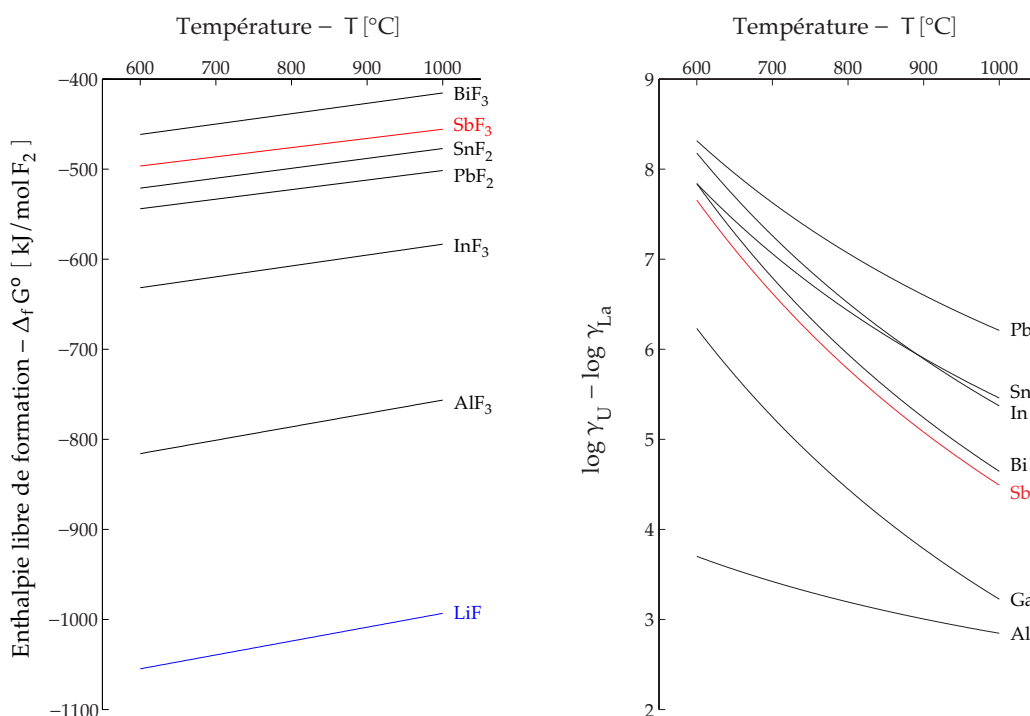 Température – T [°C]
600 700 800 900 1000
Enthalpie libre de formation – Δf G° [ kJ/mol F2 ]
−400
−500
−600
−700
−800
−900
−1000
−1100
BiF3
SbF3
SnF2
PbF2
InF3
AlF3
LiF
Température – T [°C]
600 700 800 900 1000
log γU – log γLa
9
8
7
6
5
4
3
2
Pb
Sn
In
Bi
Sb
Ga
Al